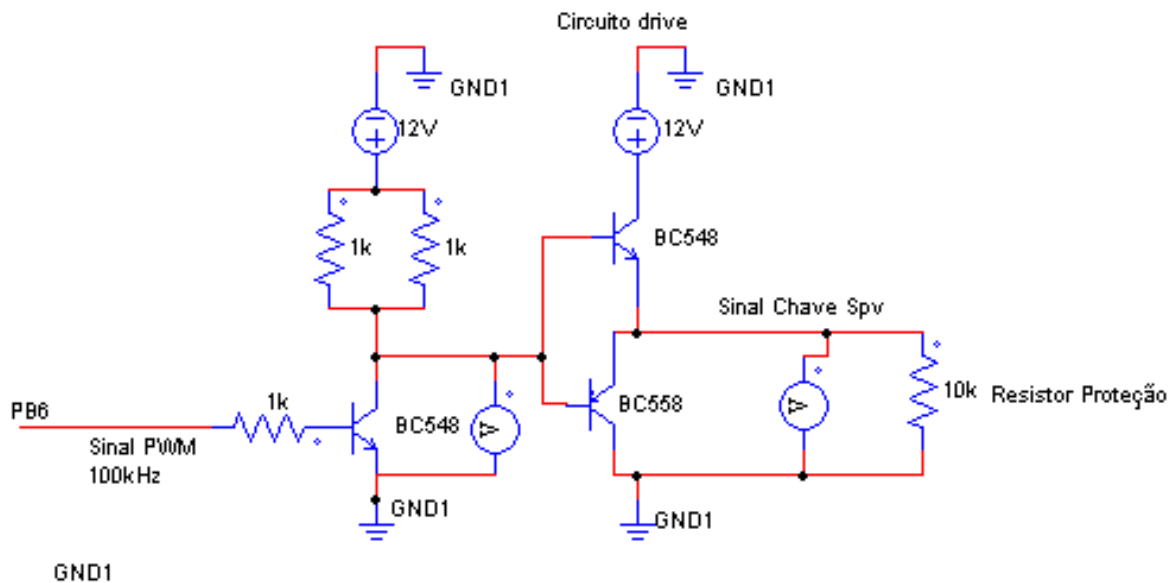 Circuito drive
GND1
GND1
12V
12V
1k
1k
BC548
Sinal Chave Spv
PB6
1k
BC548
V
BC558
V
10k
Resistor Proteção
Sinal PWM
100kHz
GND1
GND1
GND1